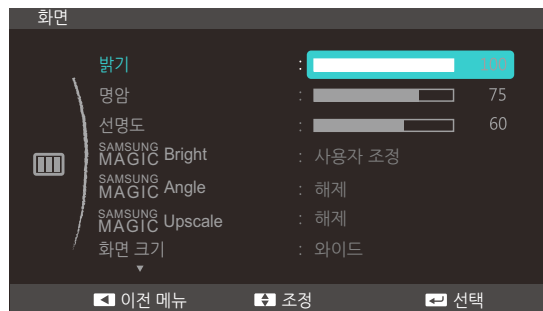 화면
밝기 : 100
명암 : 75
선명도 : 60
SAMSUNG MAGIC Bright : 사용자 조정
SAMSUNG MAGIC Angle : 해제
SAMSUNG MAGIC Upscale : 해제
화면 크기 : 와이드
이전 메뉴 조정 선택